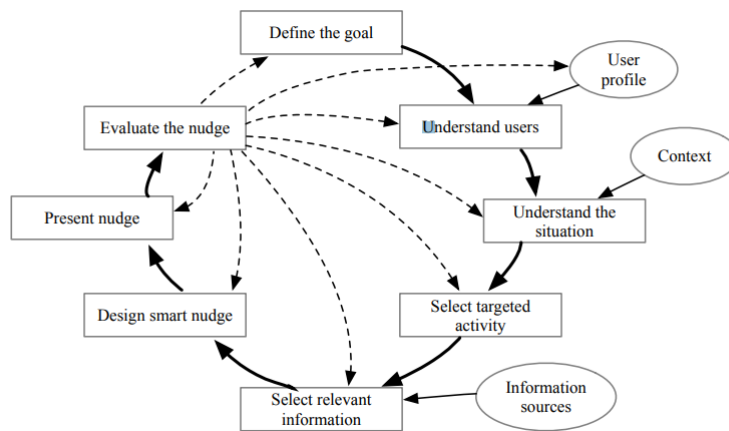 Define the goal
User
profile
Evaluate the nudge
Understand users
Context
Present nudge
Understand the
situation
Design smart nudge
Select targeted
activity
Select relevant
information
Information
sources